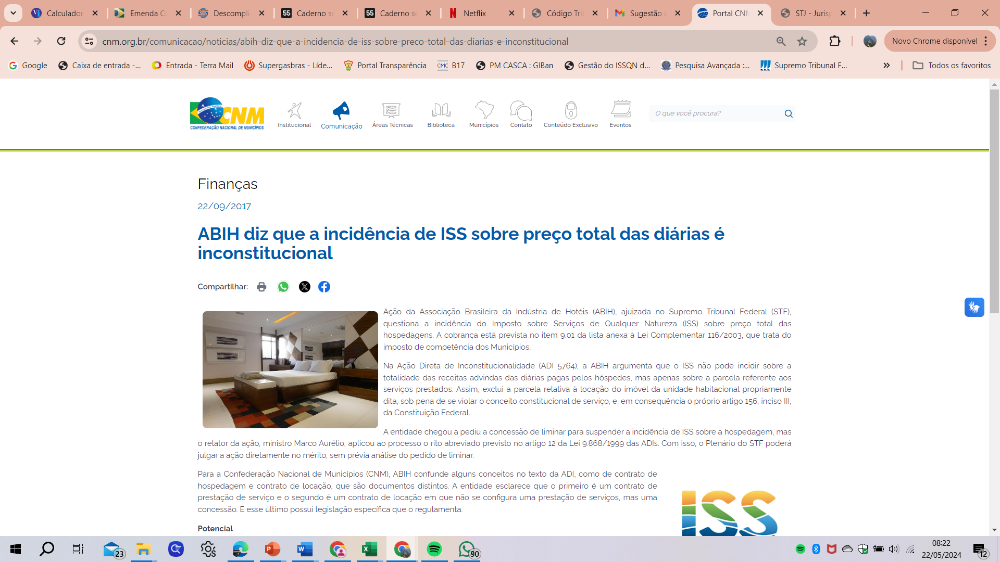 Calculador
Emenda Co
Descompli
Caderno se
Caderno se
Netflix
Código Trib
Sugestão d
Portal CNM
STJ - Jurisp
cnm.org.br/comunicacao/noticias/abih-diz-que-a-incidencia-de-iss-sobre-preco-total-das-diarias-e-inconstitucional
Novo Chrome disponível
Google
Caixa de entrada -...
Entrada - Terra Mail
Supergasbras - Líde...
Portal Transparência
CMC B17
PM CASCA : GIBan
Gestão do ISSQN d...
Pesquisa Avançada :...
Supremo Tribunal F...
Todos os favoritos
CNM
CONFEDERAÇÃO NACIONAL DE MUNICÍPIOS
Institucional
Comunicação
Áreas Técnicas
Biblioteca
Municípios
Contato
Conteúdo Exclusivo
Eventos
O que você procura?
Finanças
22/09/2017
ABIH diz que a incidência de ISS sobre preço total das diárias é
inconstitucional
Compartilhar:
Ação da Associação Brasileira da Indústria de Hotéis (ABIH), ajuizada no Supremo Tribunal Federal (STF),
questiona a incidência do Imposto sobre Serviços de Qualquer Natureza (ISS) sobre preço total das
hospedagens. A cobrança está prevista no item 9.01 da lista anexa à Lei Complementar 116/2003, que trata do
imposto de competência dos Municípios.
Na Ação Direta de Inconstitucionalidade (ADI 5764), a ABIH argumenta que o ISS não pode incidir sobre a
totalidade das receitas advindas das diárias pagas pelos hóspedes, mas apenas sobre a parcela referente aos
serviços prestados. Assim, exclui a parcela relativa à locação do imóvel da unidade habitacional propriamente
dita, sob pena de se violar o conceito constitucional de serviço, e, em consequência o próprio artigo 156, inciso III,
da Constituição Federal.
A entidade chegou a pediu a concessão de liminar para suspender a incidência de ISS sobre a hospedagem, mas
o relator da ação, ministro Marco Aurélio, aplicou ao processo o rito abreviado previsto no artigo 12 da Lei 9.868/1999 das ADIs. Com isso, o Plenário do STF poderá
julgar a ação diretamente no mérito, sem prévia análise do pedido de liminar.
Para a Confederação Nacional de Municípios (CNM), ABIH confunde alguns conceitos no texto da ADI, como de contrato de
hospedagem e contrato de locação, que são documentos distintos. A entidade esclarece que o primeiro é um contrato de
prestação de serviço e o segundo é um contrato de locação em que não se configura uma prestação de serviços, mas uma
concessão. E esse último possui legislação específica que o regulamenta.
ISS
Potencial
23
90
08:22
22/05/2024
12